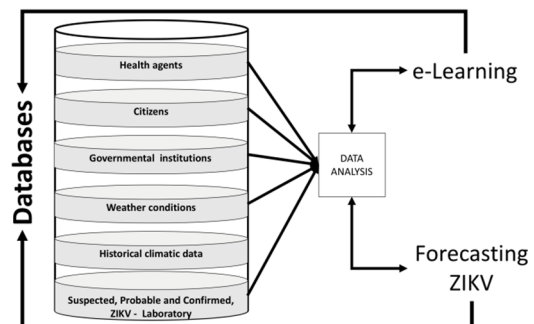 Databases
Health agents
Citizens
Governmental institutions
Weather conditions
Historical climatic data
Suspected, Probable and Confirmed,
ZIKV - Laboratory
DATA
ANALYSIS
e-Learning
Forecasting
ZIKV